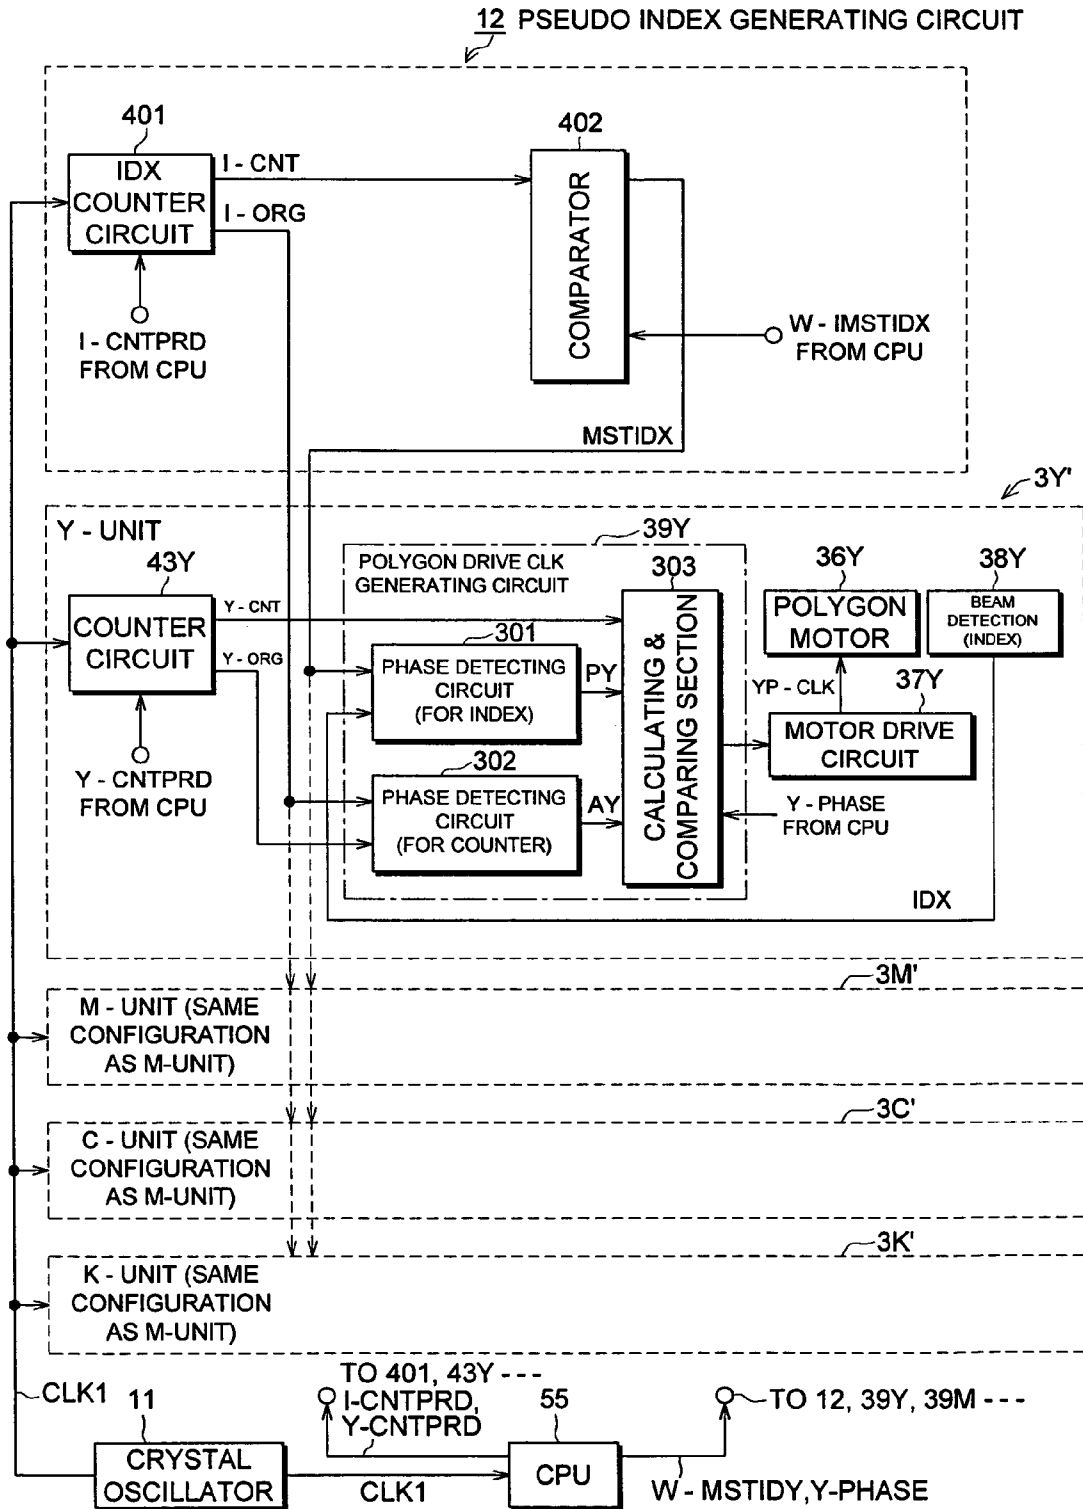 12 PSEUDO INDEX GENERATING CIRCUIT
401
IDX
COUNTER
CIRCUIT
I - CNT
I - ORG
I - CNTPRD
FROM CPU
402
COMPARATOR
W - IMSTIDX
FROM CPU
MSTIDX
3Y'
Y - UNIT
43Y
COUNTER
CIRCUIT
Y - CNT
Y - ORG
Y - CNTPRD
FROM CPU
39Y
POLYGON DRIVE CLK
GENERATING CIRCUIT
301
PHASE DETECTING
CIRCUIT
(FOR INDEX)
PY
302
PHASE DETECTING
CIRCUIT
(FOR COUNTER)
AY
303
CALCULATING &
COMPARING SECTION
36Y
POLYGON
MOTOR
38Y
BEAM
DETECTION
(INDEX)
YP - CLK
37Y
MOTOR DRIVE
CIRCUIT
Y - PHASE
FROM CPU
IDX
3M'
M - UNIT (SAME
CONFIGURATION
AS M-UNIT)
3C'
C - UNIT (SAME
CONFIGURATION
AS M-UNIT)
3K'
K - UNIT (SAME
CONFIGURATION
AS M-UNIT)
CLK1
11
CRYSTAL
OSCILLATOR
CLK1
TO 401, 43Y - - -
I-CNTPRD,
Y-CNTPRD
55
CPU
TO 12, 39Y, 39M - - -
W - MSTIDY,Y-PHASE